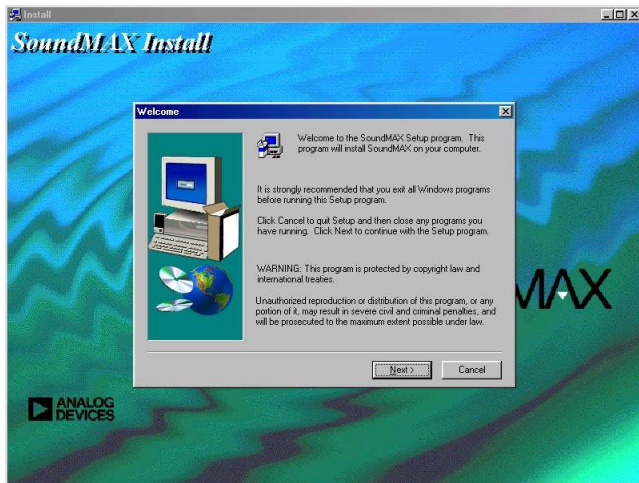 Install
SoundMAX Install
Welcome
Welcome to the SoundMAX Setup program. This
program will install SoundMAX on your computer.
It is strongly recommended that you exit all Windows programs
before running this Setup program.
Click Cancel to quit Setup and then close any programs you
have running. Click Next to continue with the Setup program.
WARNING: This program is protected by copyright law and
international treaties.
Unauthorized reproduction or distribution of this program, or any
portion of it, may result in severe civil and criminal penalties, and
will be prosecuted to the maximum extent possible under law.
MAX
Next >
Cancel
ANALOG
DEVICES